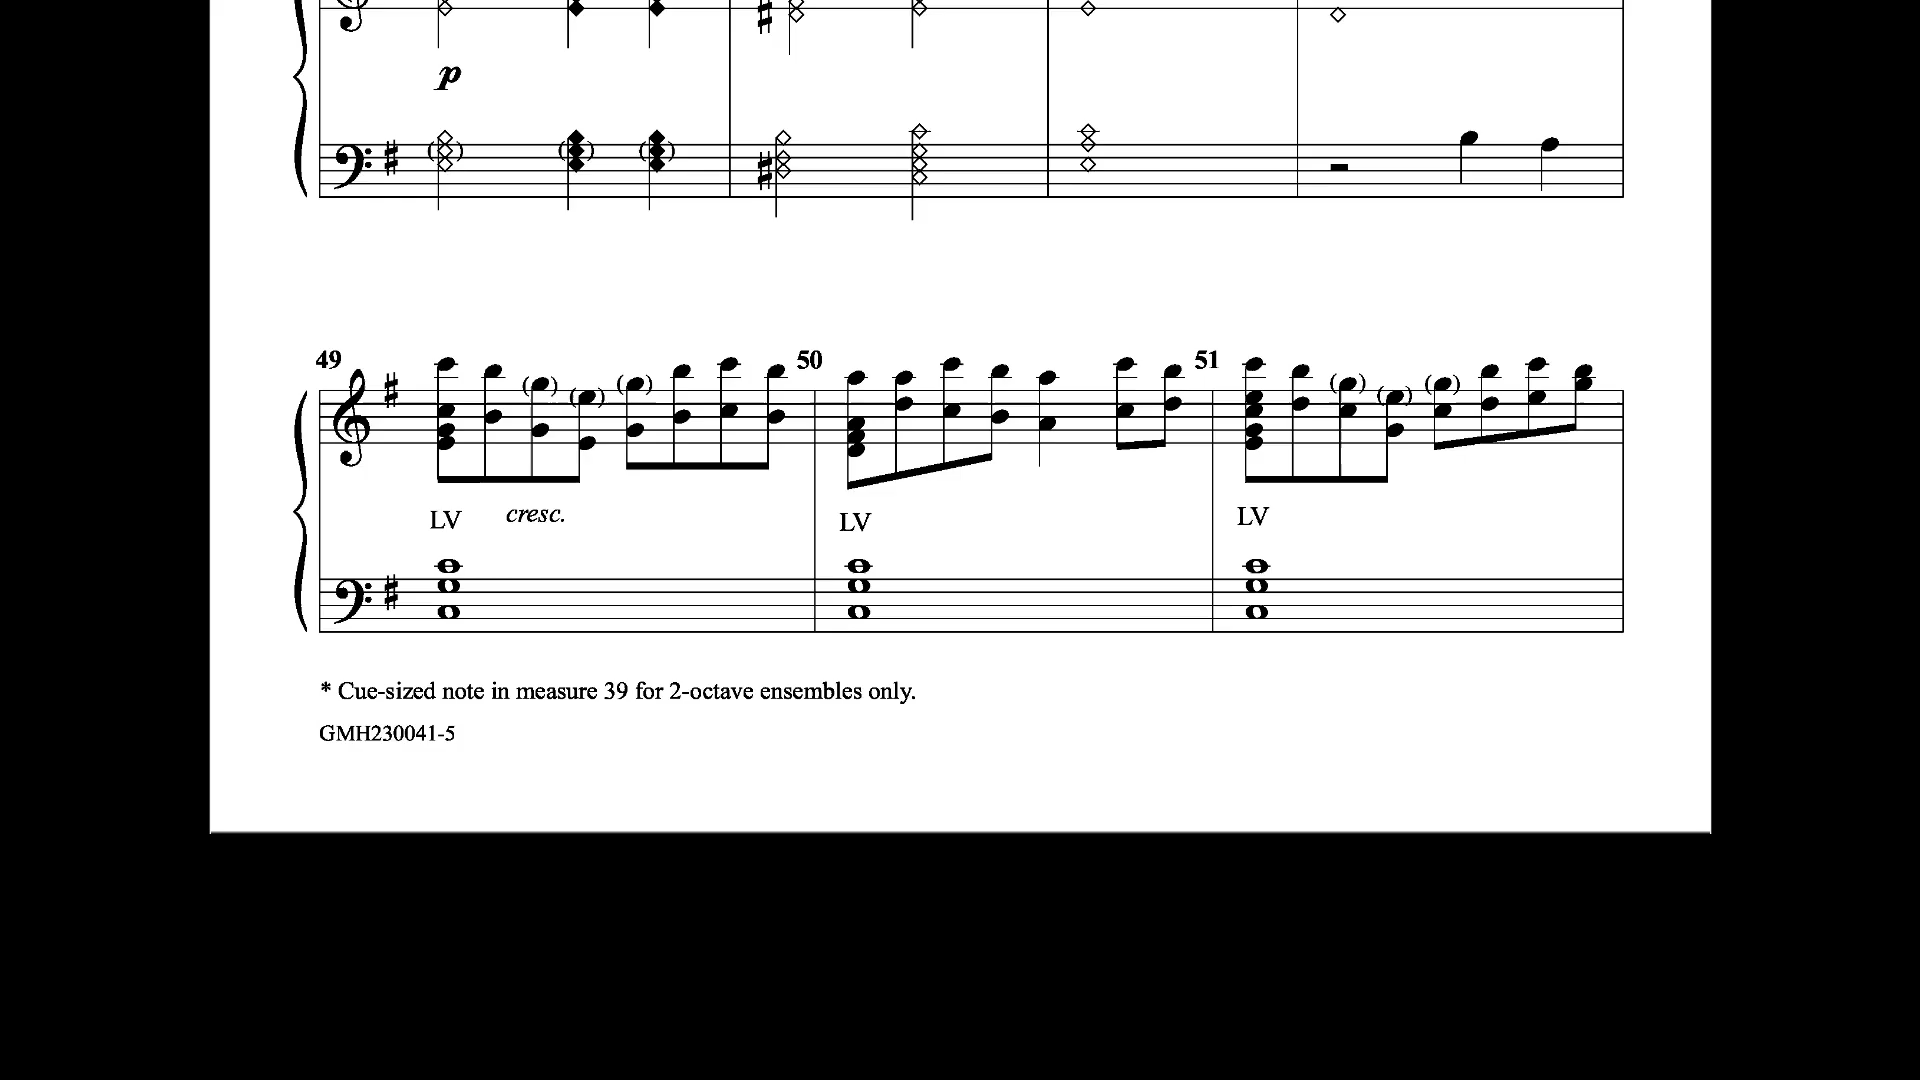 p
49 50 51
LV cresc. LV LV
* Cue-sized note in measure 39 for 2-octave ensembles only.
GMH230041-5